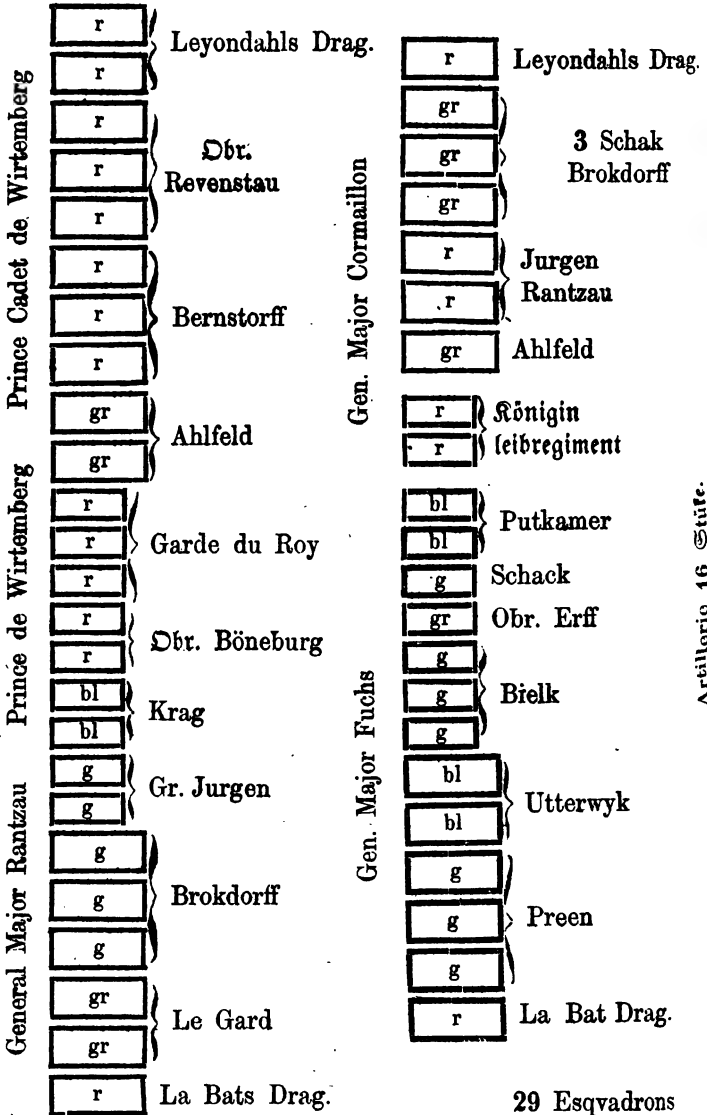 Prince Cadet de Wirtemberg
r
r
Leyondahls Drag.
r
r
r
Obr.
Revenstau
r
r
r
Bernstorff
gr
gr
Ahlfeld
Prince de Wirtemberg
r
r
r
Garde du Roy
r
r
Obr. Böneburg
bl
bl
Krag
General Major Rantzau
g
g
Gr. Jurgen
g
g
g
Brokdorff
gr
gr
Le Gard
r
La Bats Drag.
Gen. Major Cormaillon
r
Leyondahls Drag.
gr
gr
gr
3 Schak
Brokdorff
r
r
Jurgen
Rantzau
gr
Ahlfeld
r
r
Königin
leibregiment
Gen. Major Fuchs
bl
bl
Putkamer
g
Schack
gr
Obr. Erff
g
g
g
Bielk
bl
bl
Utterwyk
g
g
g
Preen
r
La Bat Drag.
29 Esqvadrons
Artillerie 16 Stüke.